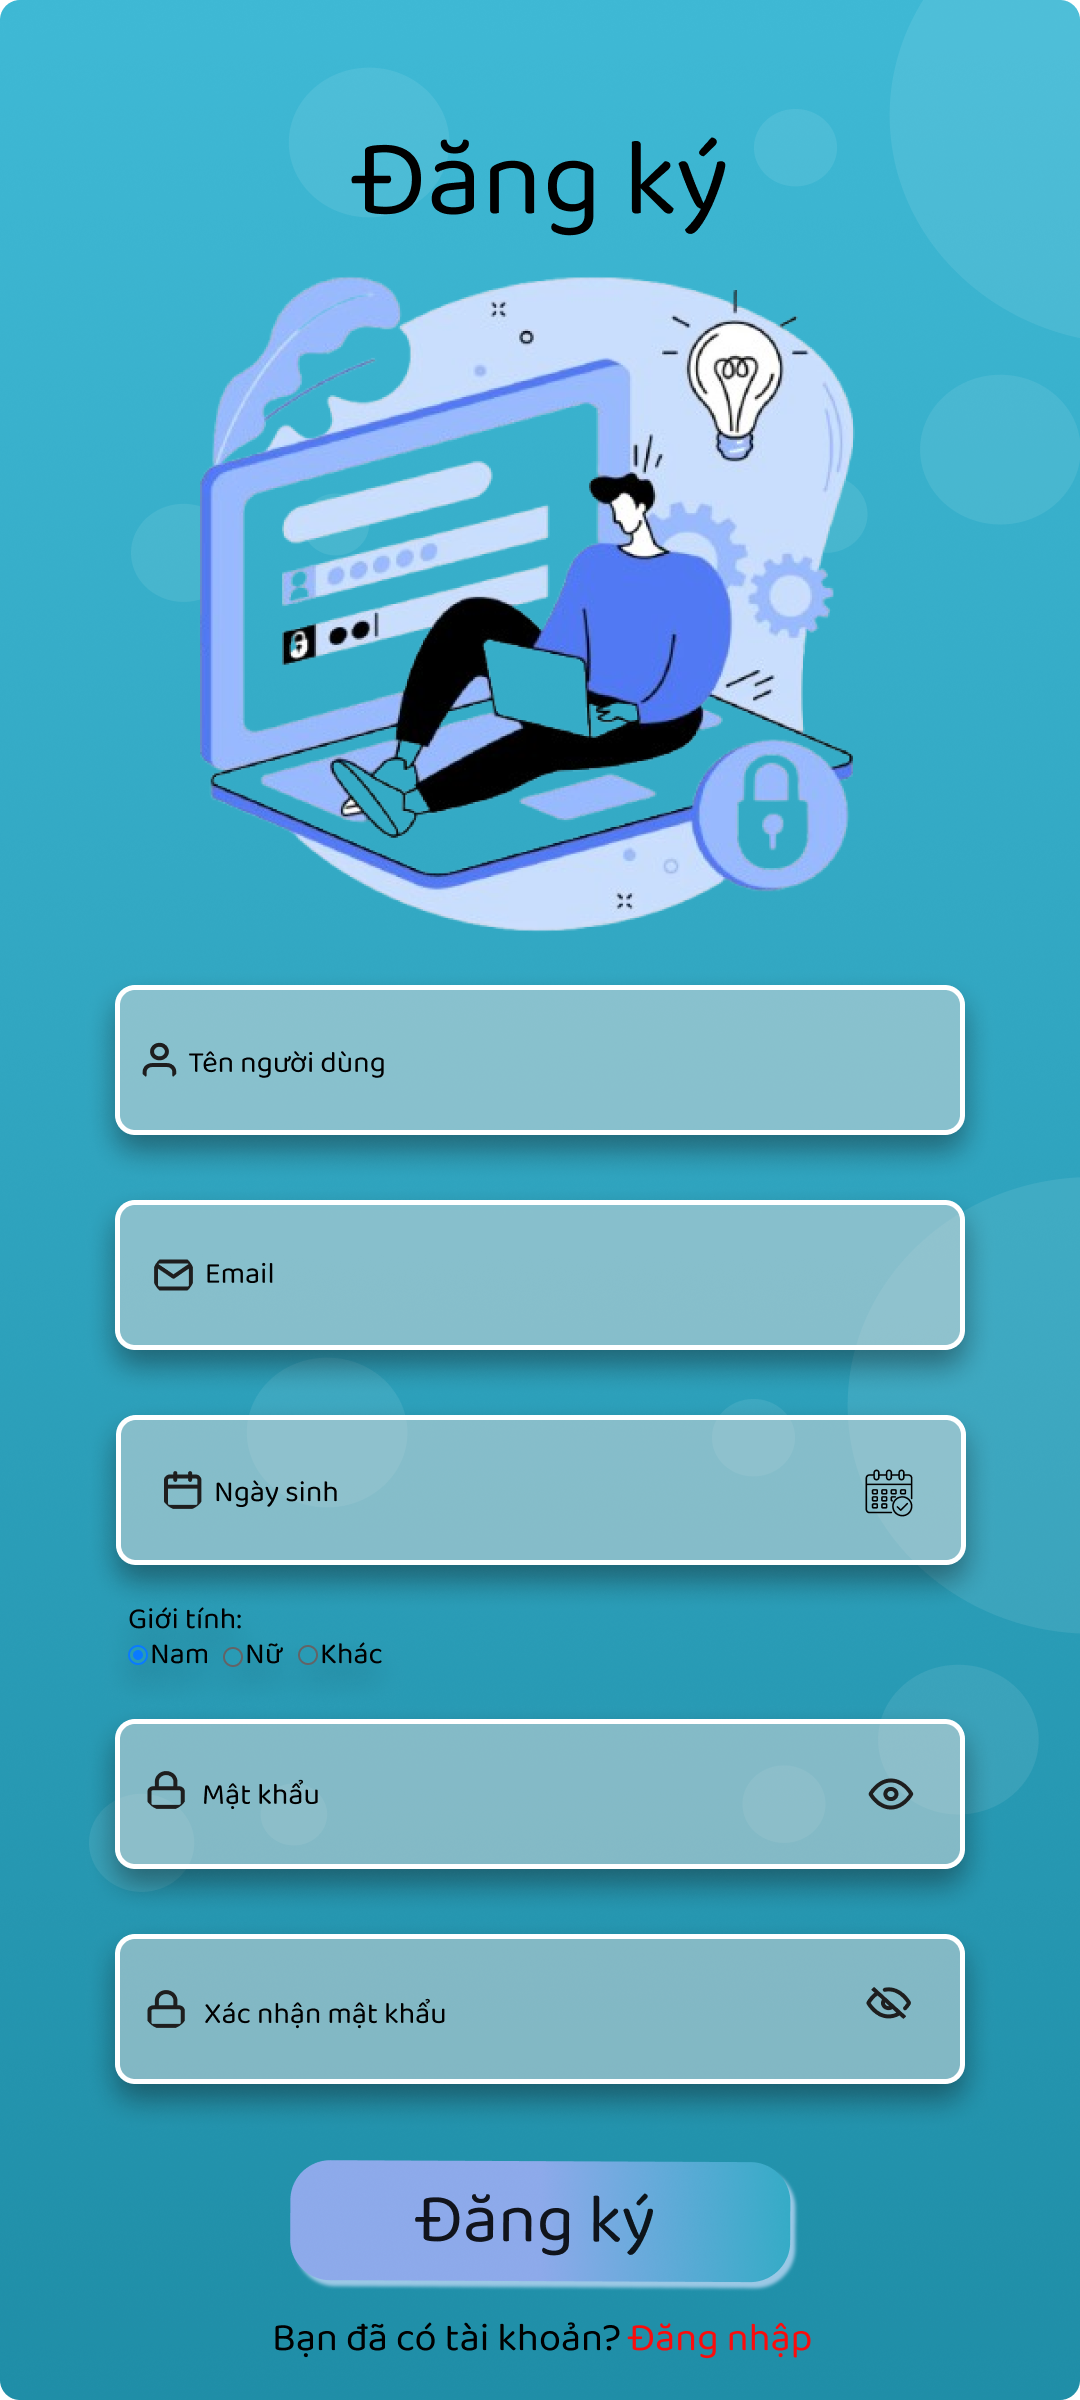 Đăng ký
Tên người dùng
Email
Ngày sinh
Giới tính:
Nam Nữ Khác
Mật khẩu
Xác nhận mật khẩu
Đăng ký
Bạn đã có tài khoản? Đăng nhập